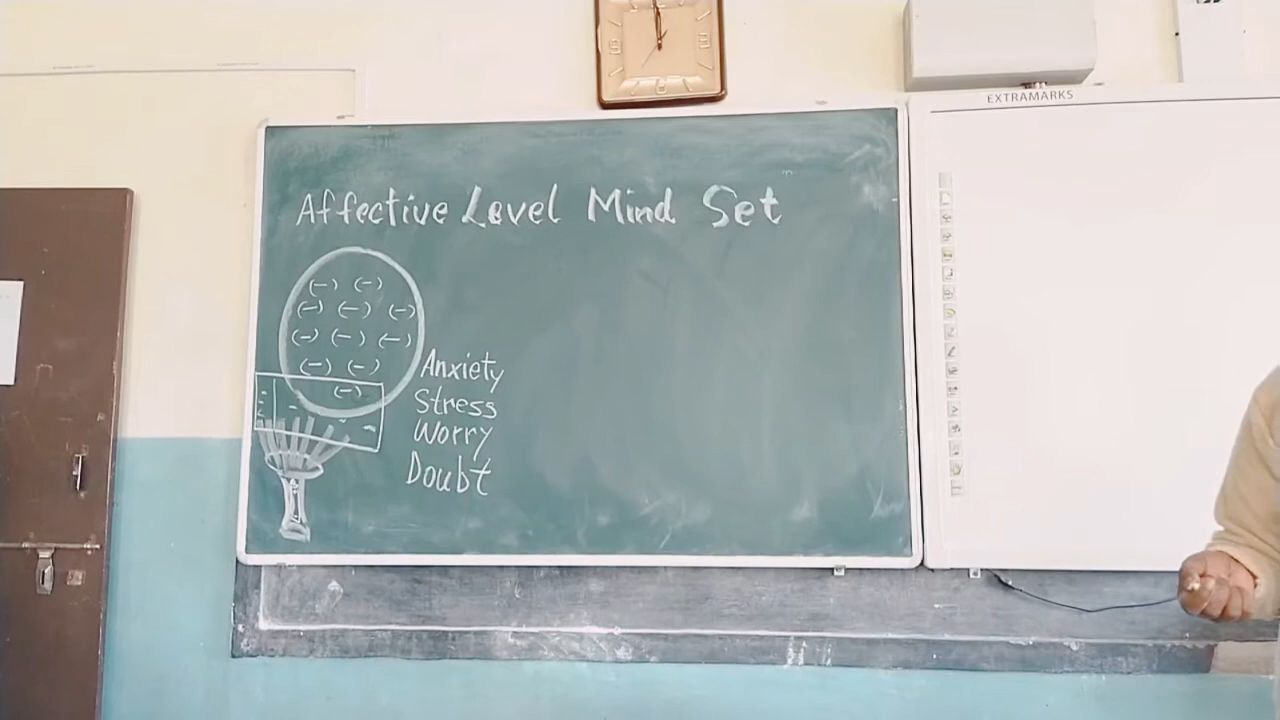 EXTRAMARKS
Affective Level Mind Set
(-) (-)
(-) (-) (-)
(-) (-) (-)
(-) (-)
(-)
Anxiety
Stress
Worry
Doubt